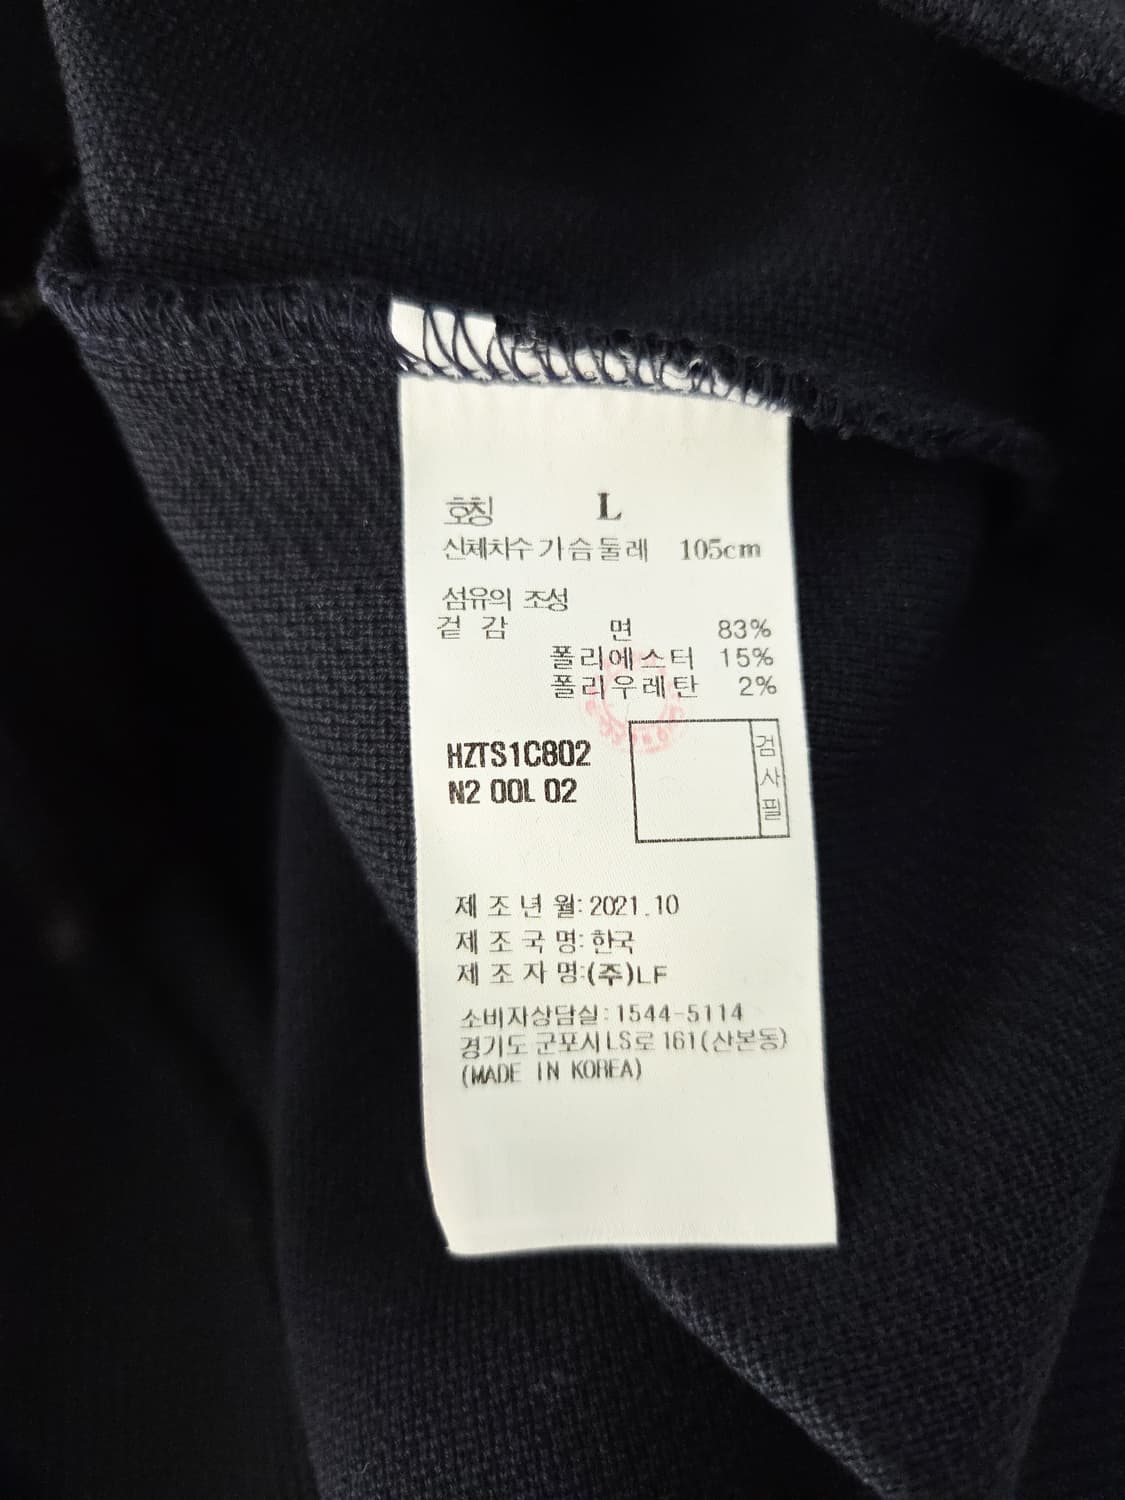 호칭 L
신체치수 가슴둘레 105cm
섬유의 조성
겉 감 면 83%
폴리에스터 15%
폴리우레탄 2%
HZTS1C802
N2 00L 02
검사필
제 조 년 월: 2021.10
제 조 국 명: 한국
제 조 자 명:(주)LF
소비자상담실:1544-5114
경기도 군포시LS로 161(산본동)
(MADE IN KOREA)